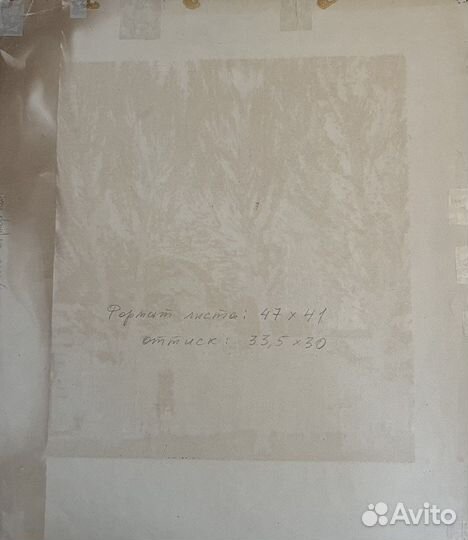 Формат листа: 47 x 41
оттиск: 33,5 x 30
Avito